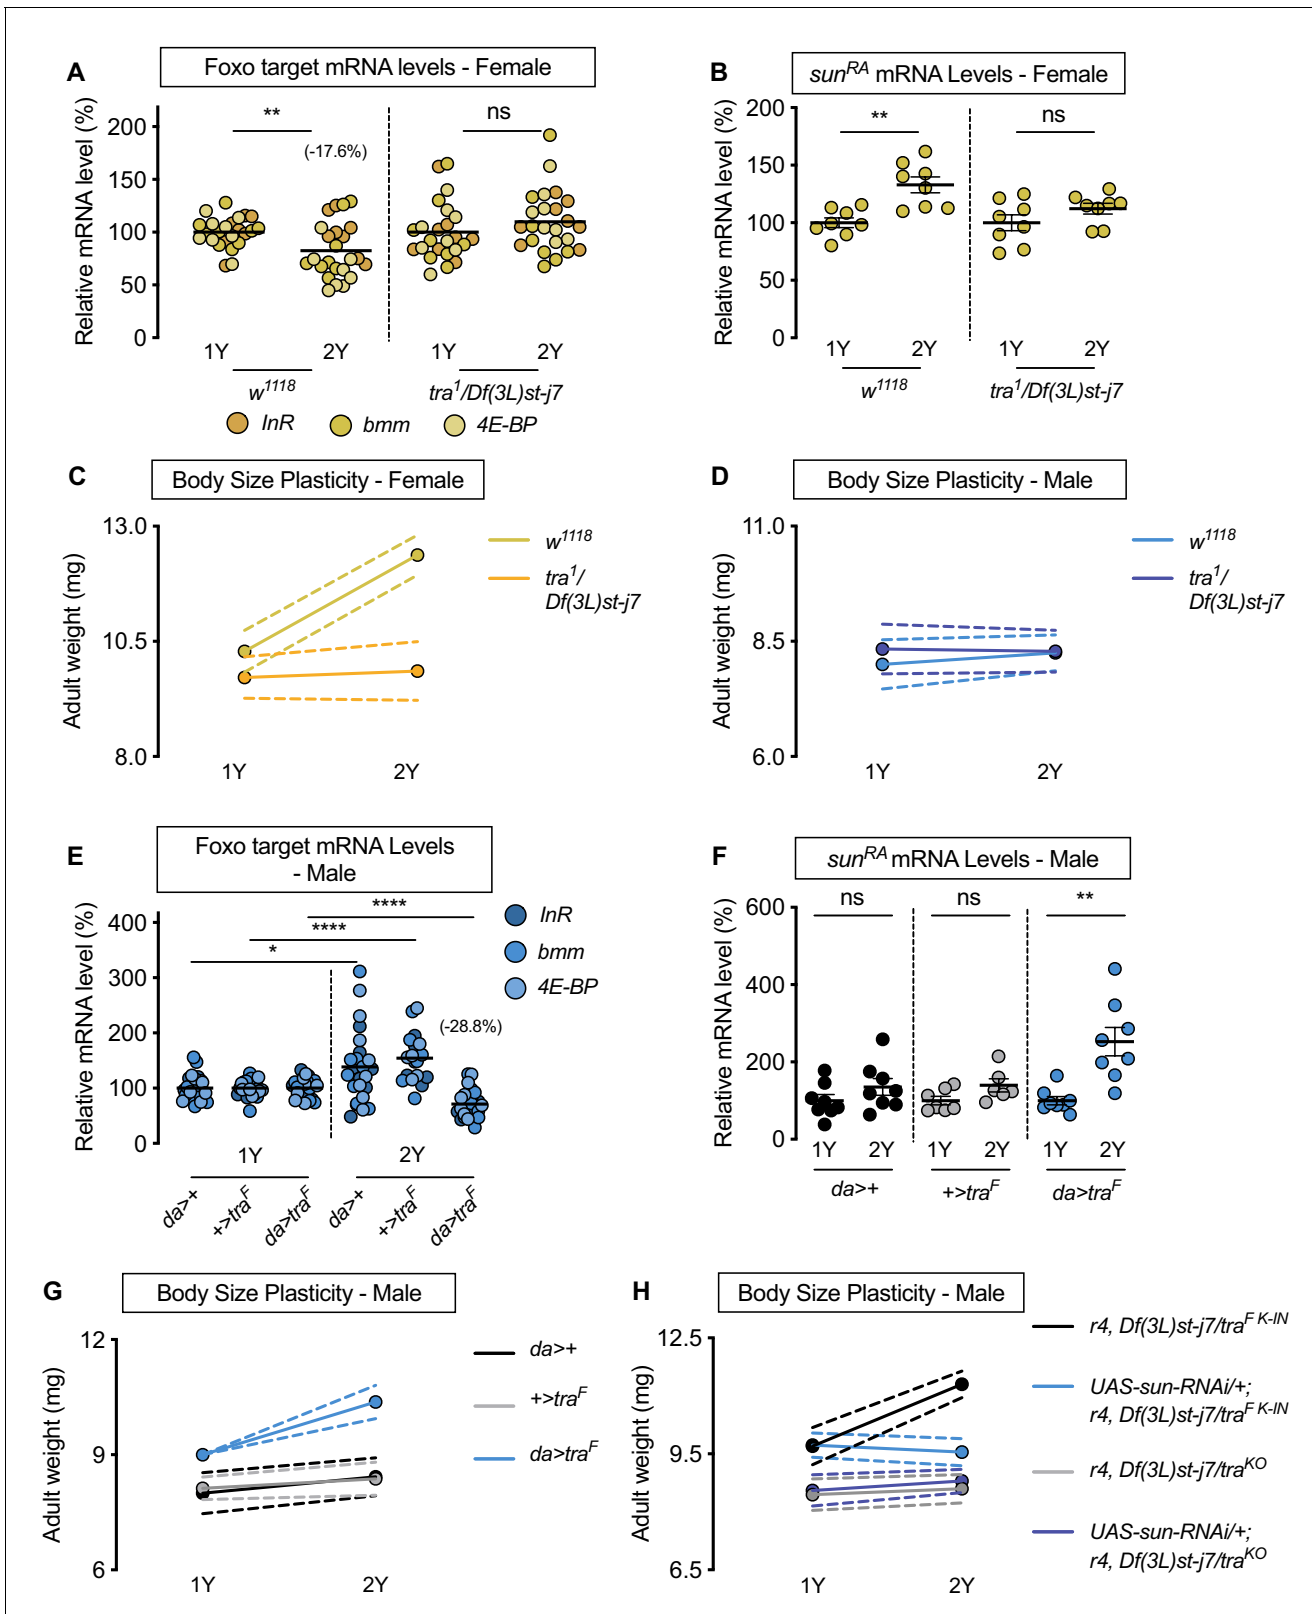 A
Foxo target mRNA levels - Female
Relative mRNA level (%)
200
150
100
50
0
**
(-17.6%)
ns
1Y 2Y 1Y 2Y
w1118
tra1/Df(3L)st-j7
InR bmm 4E-BP
B
sunRA mRNA Levels - Female
Relative mRNA level (%)
200
150
100
50
0
**
ns
1Y 2Y 1Y 2Y
w1118
tra1/Df(3L)st-j7
C
Body Size Plasticity - Female
Adult weight (mg)
13.0
10.5
8.0
1Y 2Y
w1118
tra1/
Df(3L)st-j7
D
Body Size Plasticity - Male
Adult weight (mg)
11.0
8.5
6.0
1Y 2Y
w1118
tra1/
Df(3L)st-j7
E
Foxo target mRNA Levels
- Male
Relative mRNA level (%)
400
300
200
100
0
*
****
****
(-28.8%)
InR
bmm
4E-BP
1Y 2Y
da>+ +>traF da>traF da>+ +>traF da>traF
F
sunRA mRNA Levels - Male
Relative mRNA level (%)
600
400
200
0
ns
ns
**
1Y 2Y 1Y 2Y 1Y 2Y
da>+ +>traF da>traF
G
Body Size Plasticity - Male
Adult weight (mg)
12
9
6
1Y 2Y
da>+
+>traF
da>traF
H
Body Size Plasticity - Male
Adult weight (mg)
12.5
9.5
6.5
1Y 2Y
r4, Df(3L)st-j7/traF K-IN
UAS-sun-RNAi/+;
r4, Df(3L)st-j7/traF K-IN
r4, Df(3L)st-j7/traKO
UAS-sun-RNAi/+;
r4, Df(3L)st-j7/traKO